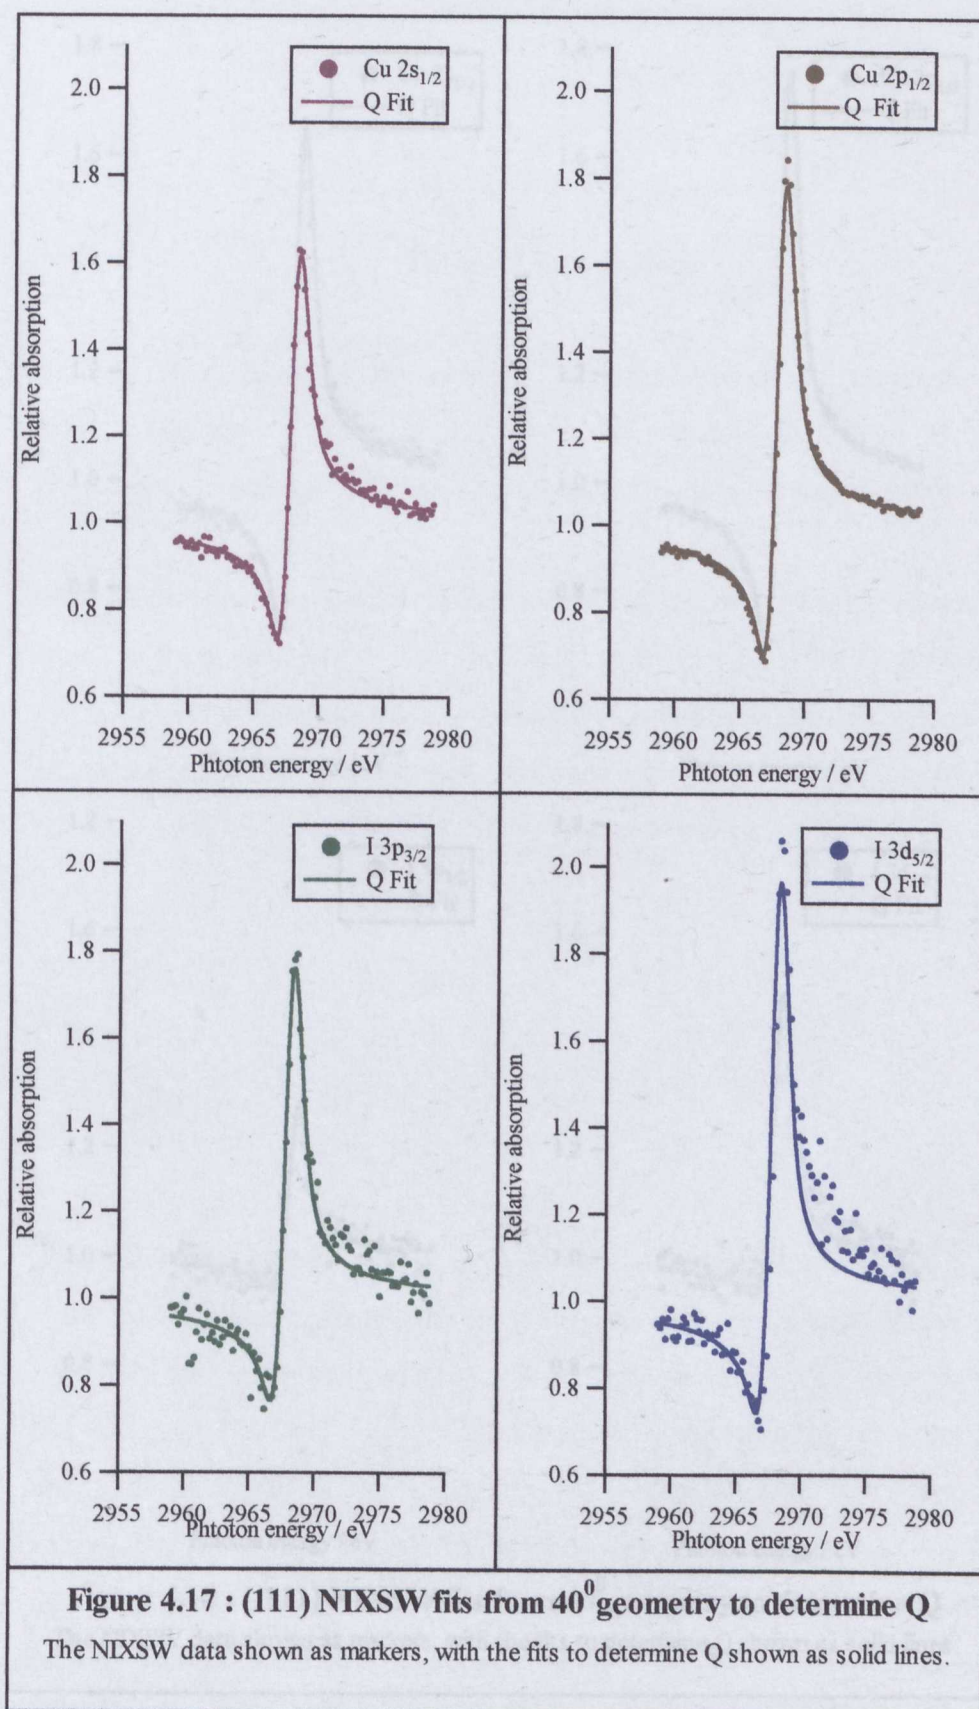 Cu 2s1/2
Q Fit
2.0
1.8
1.6
1.4
1.2
1.0
0.8
0.6
Relative absorption
2955 2960 2965 2970 2975 2980
Phtoton energy / eV
Cu 2p1/2
Q Fit
2.0
1.8
1.6
1.4
1.2
1.0
0.8
0.6
Relative absorption
2955 2960 2965 2970 2975 2980
Phtoton energy / eV
I 3p3/2
Q Fit
2.0
1.8
1.6
1.4
1.2
1.0
0.8
0.6
Relative absorption
2955 2960 2965 2970 2975 2980
Phtoton energy / eV
I 3d5/2
Q Fit
2.0
1.8
1.6
1.4
1.2
1.0
0.8
0.6
Relative absorption
2955 2960 2965 2970 2975 2980
Phtoton energy / eV
Figure 4.17 : (111) NIXSW fits from 40⁰ geometry to determine Q
The NIXSW data shown as markers, with the fits to determine Q shown as solid lines.